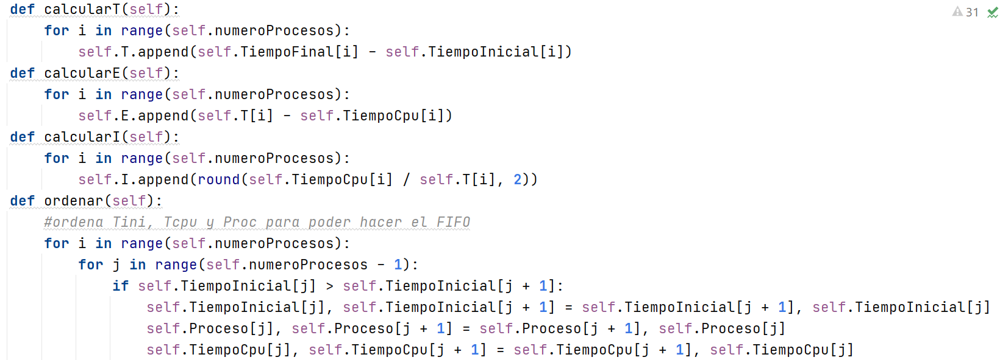 def calcularT(self):
    for i in range(self.numeroProcesos):
        self.T.append(self.TiempoFinal[i] - self.TiempoInicial[i])
def calcularE(self):
    for i in range(self.numeroProcesos):
        self.E.append(self.T[i] - self.TiempoCpu[i])
def calcularI(self):
    for i in range(self.numeroProcesos):
        self.I.append(round(self.TiempoCpu[i] / self.T[i], 2))
def ordenar(self):
    #ordena Tini, Tcpu y Proc para poder hacer el FIFO
    for i in range(self.numeroProcesos):
        for j in range(self.numeroProcesos - 1):
            if self.TiempoInicial[j] > self.TiempoInicial[j + 1]:
                self.TiempoInicial[j], self.TiempoInicial[j + 1] = self.TiempoInicial[j + 1], self.TiempoInicial[j]
                self.Proceso[j], self.Proceso[j + 1] = self.Proceso[j + 1], self.Proceso[j]
                self.TiempoCpu[j], self.TiempoCpu[j + 1] = self.TiempoCpu[j + 1], self.TiempoCpu[j]
31